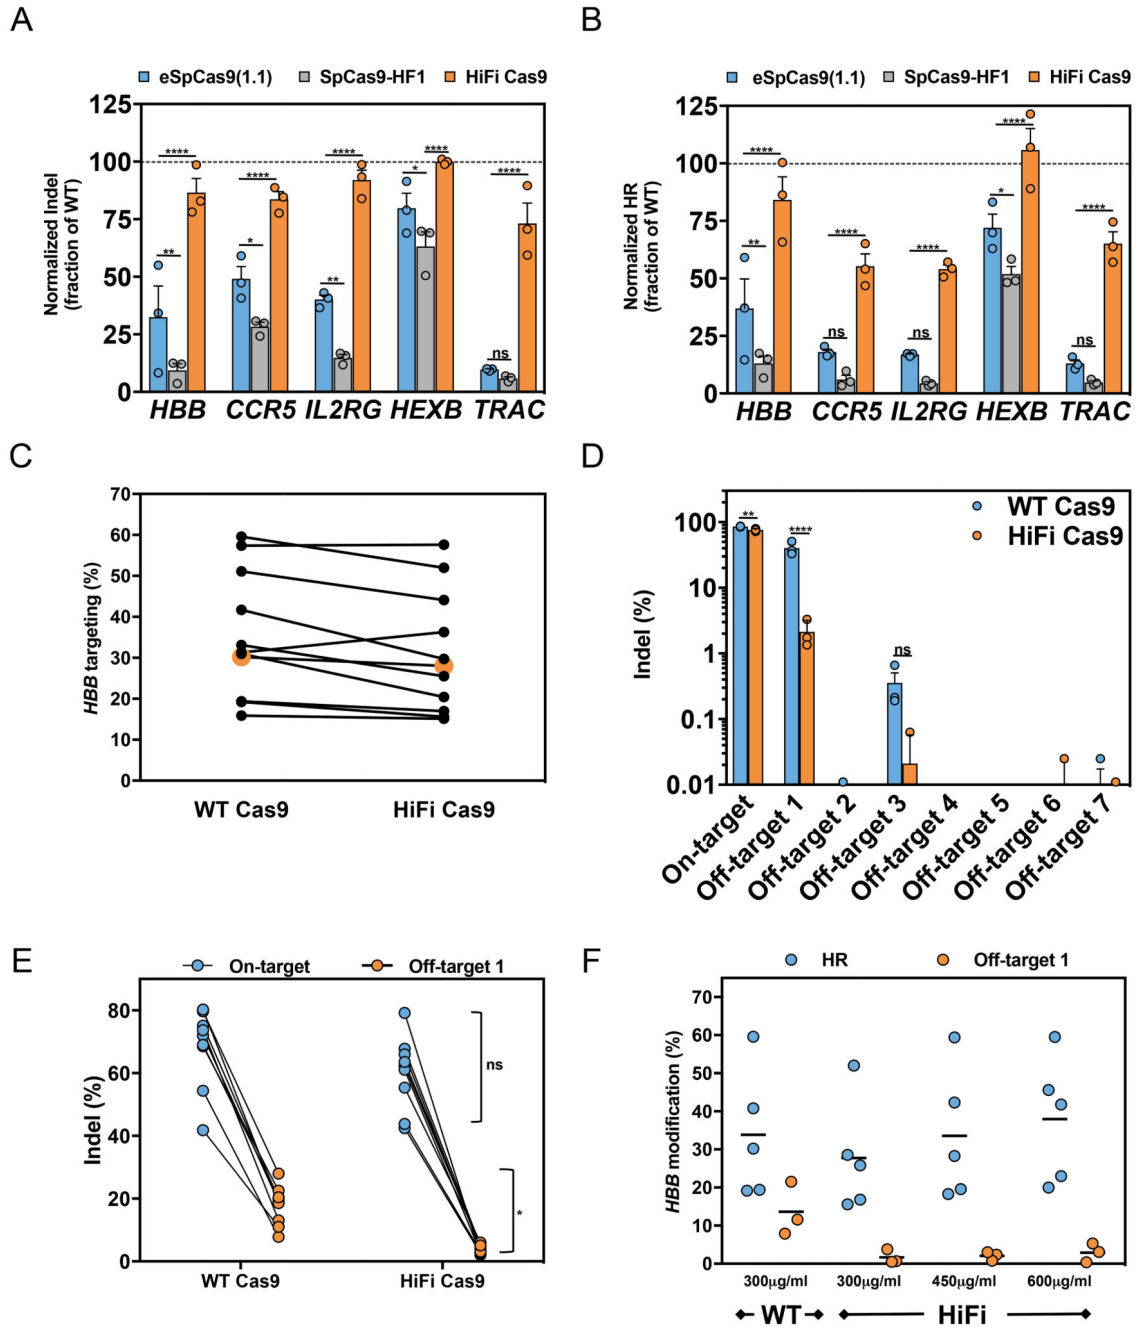 A
eSpCas9(1.1) SpCas9-HF1 HiFi Cas9
Normalized Indel
(fraction of WT)
125
100
75
50
25
0
**** ** **** * **** ** * **** ns ****
HBB CCR5 IL2RG HEXB TRAC
B
eSpCas9(1.1) SpCas9-HF1 HiFi Cas9
Normalized HR
(fraction of WT)
125
100
75
50
25
0
**** ** **** ns **** ns **** * **** ns
HBB CCR5 IL2RG HEXB TRAC
C
HBB targeting (%)
70
60
50
40
30
20
10
0
WT Cas9 HiFi Cas9
D
WT Cas9
HiFi Cas9
Indel (%)
100
10
1
0.1
0.01
** **** ns
On-target
Off-target 1
Off-target 2
Off-target 3
Off-target 4
Off-target 5
Off-target 6
Off-target 7
E
On-target Off-target 1
Indel (%)
80
60
40
20
0
ns
*
WT Cas9 HiFi Cas9
F
HR Off-target 1
HBB modification (%)
70
60
50
40
30
20
10
0
300µg/ml 300µg/ml 450µg/ml 600µg/ml
WT HiFi